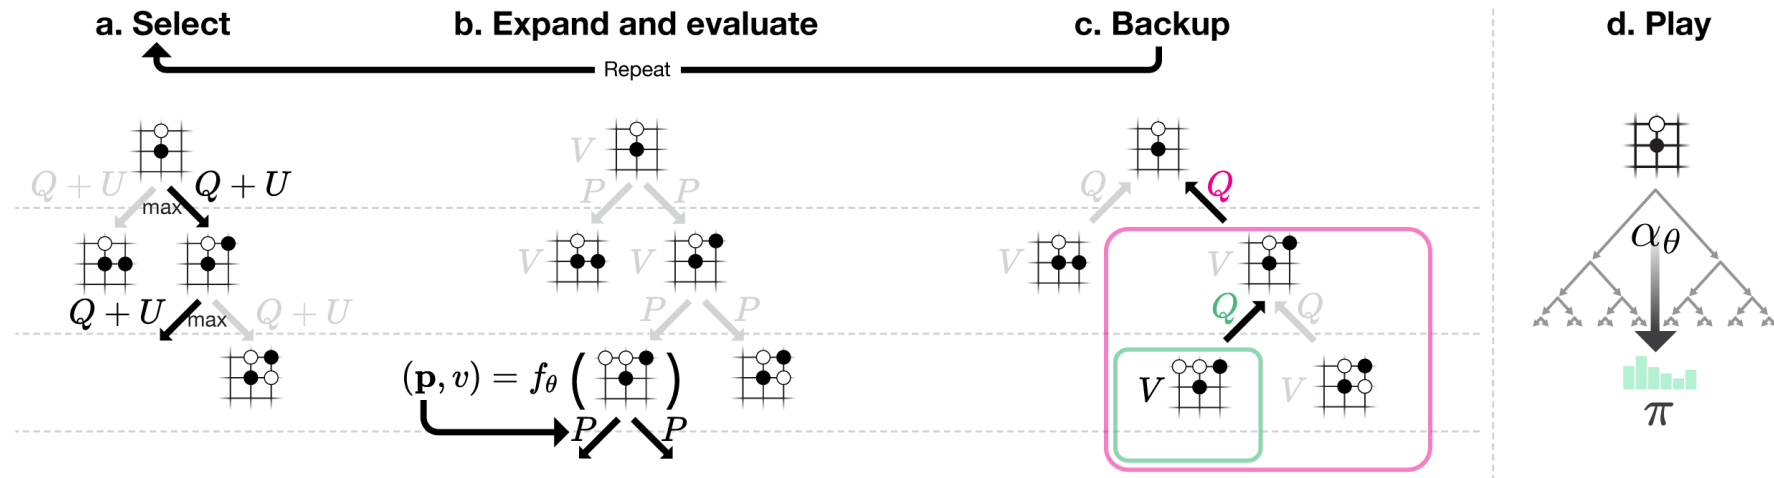 a. Select
b. Expand and evaluate
c. Backup
d. Play
Repeat
Q + U
Q + U
max
Q + U
max
Q + U
V
P
P
V
V
P
P
(p, v) = fθ ( )
P
P
Q
Q
V
V
Q
Q
V
V
αθ
π